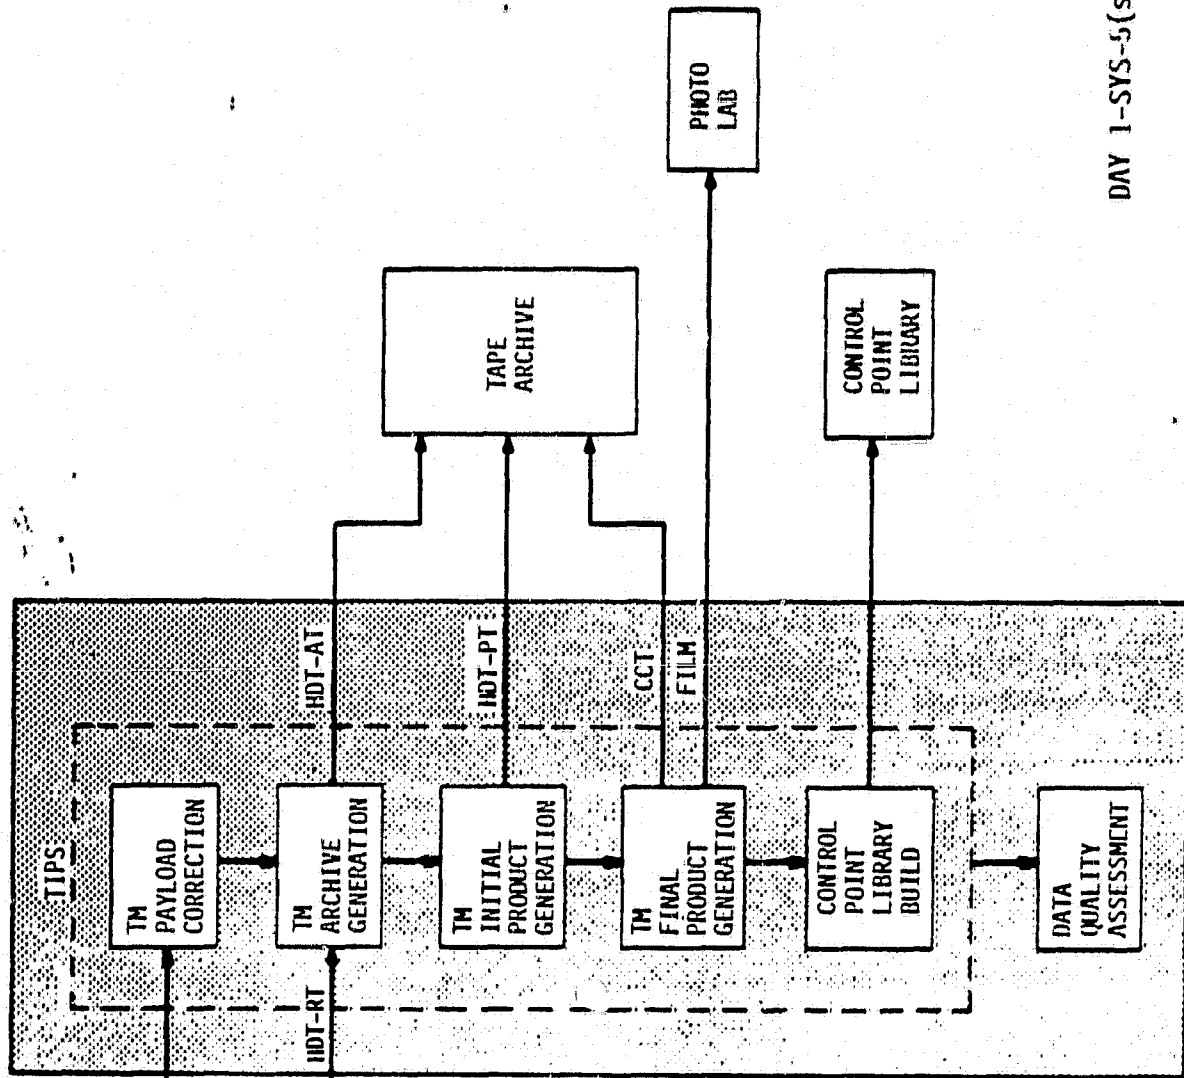 TIPS
TM
PAYLOAD
CORRECTION
HDT-RT
TM
ARCHIVE
GENERATION
HDT-AT
TM
INITIAL
PRODUCT
GENERATION
HDT-PT
TM
FINAL
PRODUCT
GENERATION
CCT
FILM
CONTROL
POINT
LIBRARY
BUILD
DATA
QUALITY
ASSESSMENT
TAPE
ARCHIVE
CONTROL
POINT
LIBRARY
PHOTO
LAB
DAY 1-SYS-5(s